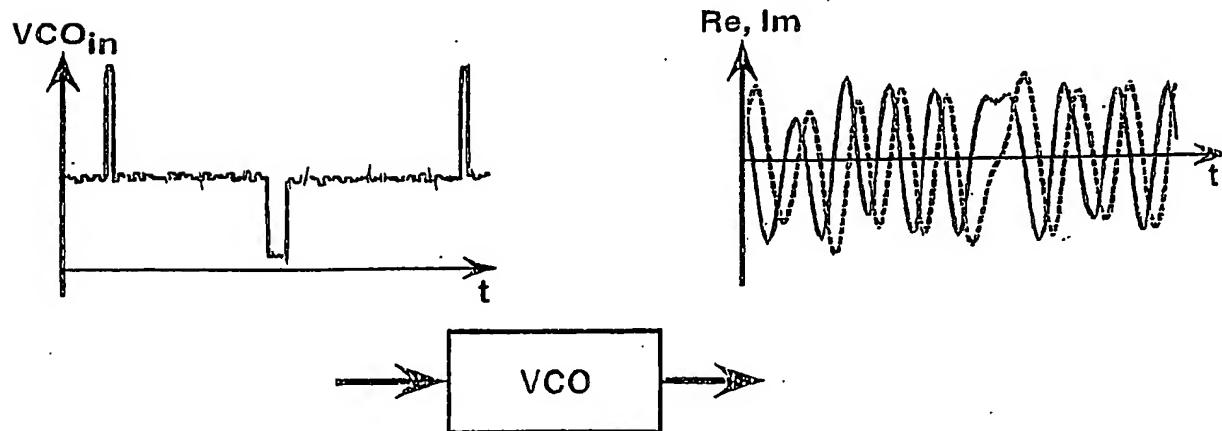 VCOin
Re, Im
t
t
VCO